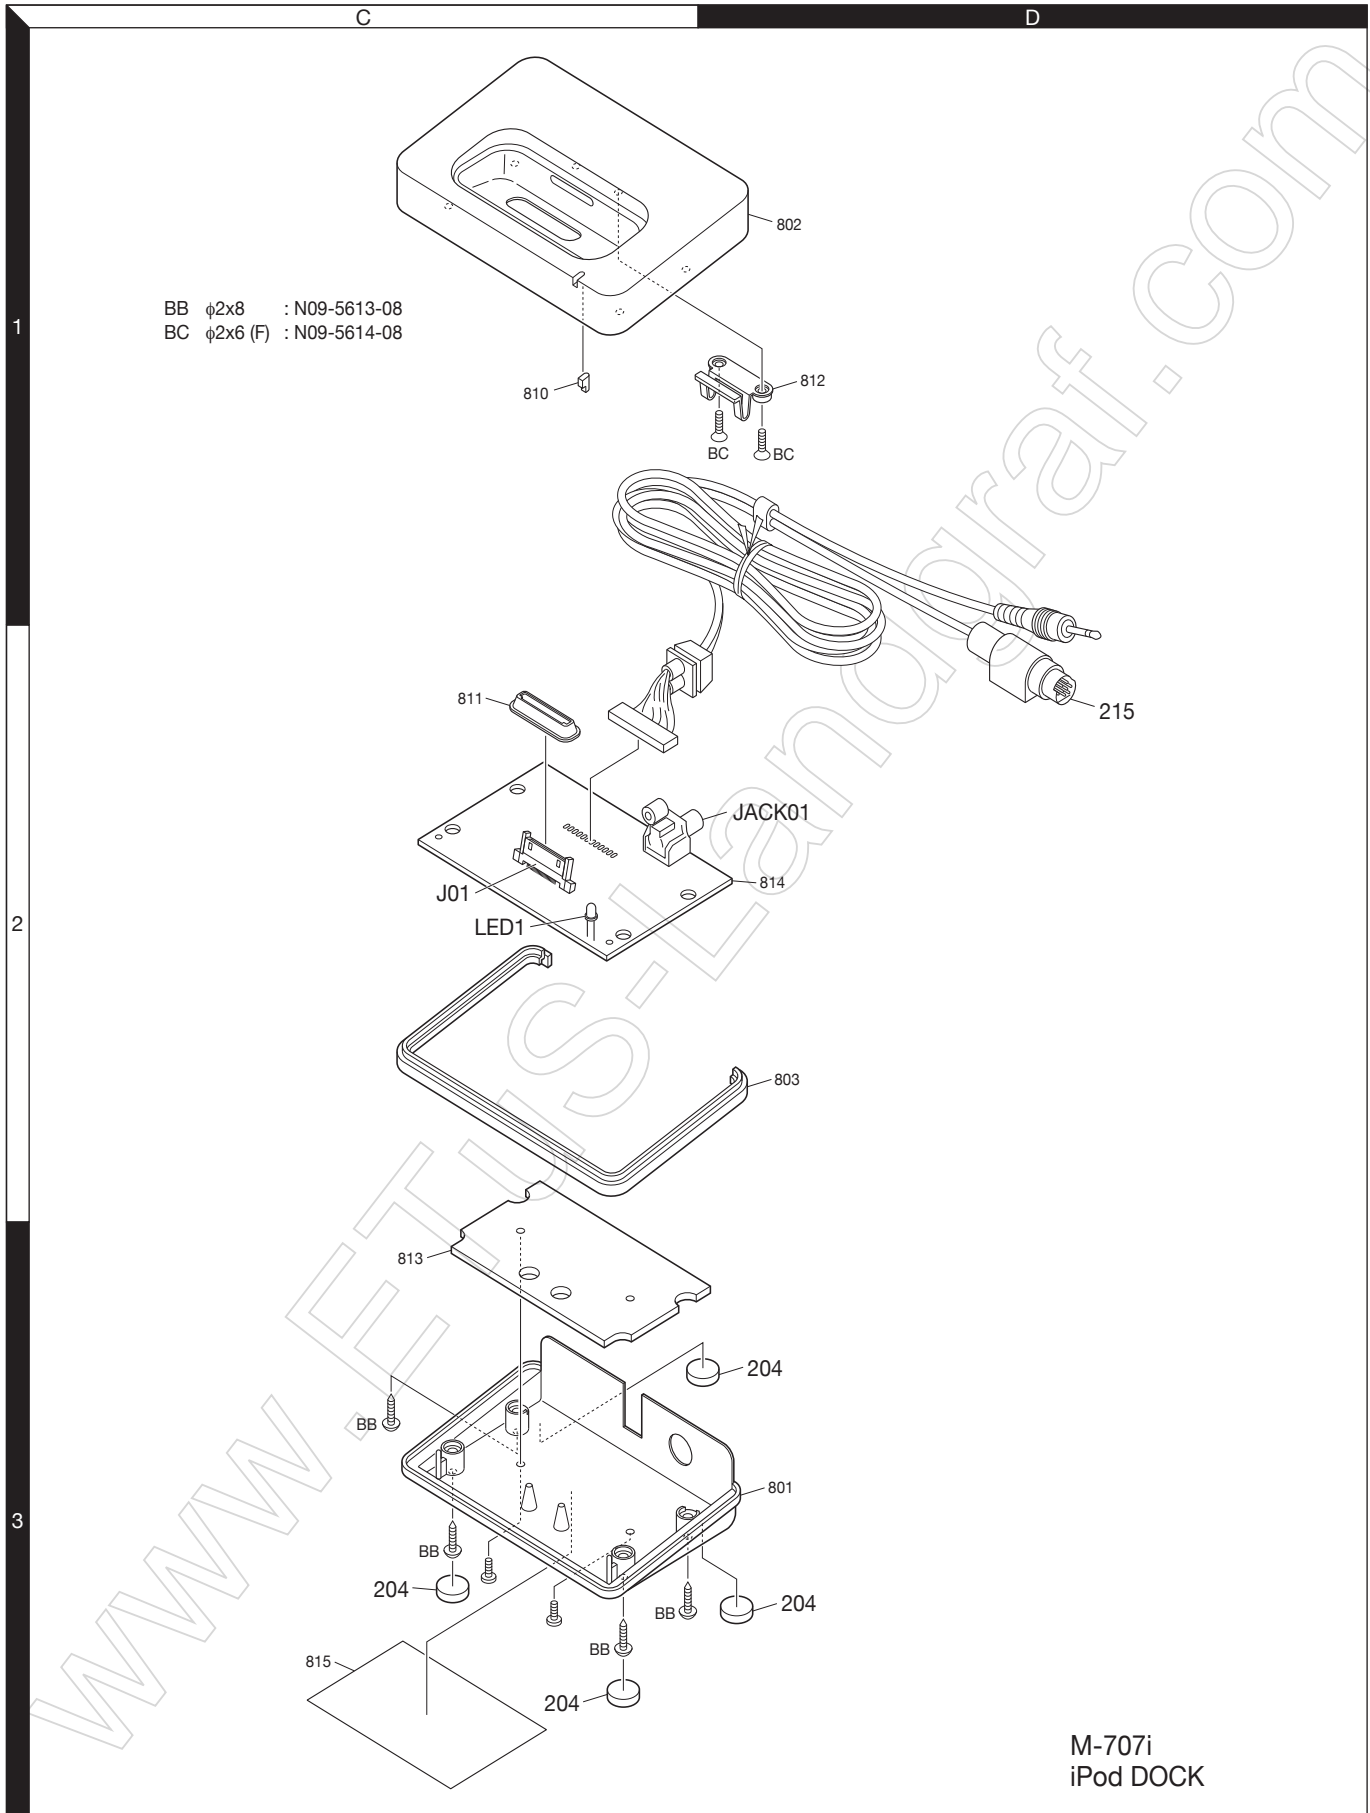 C
D
802
BB φ2x8 : N09-5613-08
BC φ2x6 (F) : N09-5614-08
1
810
812
BC
BC
811
215
JACK01
814
J01
LED1
2
803
813
204
BB
801
3
BB
204
BB
204
BB
815
204
M-707i
iPod DOCK
www.ETuS-Landgraf.com